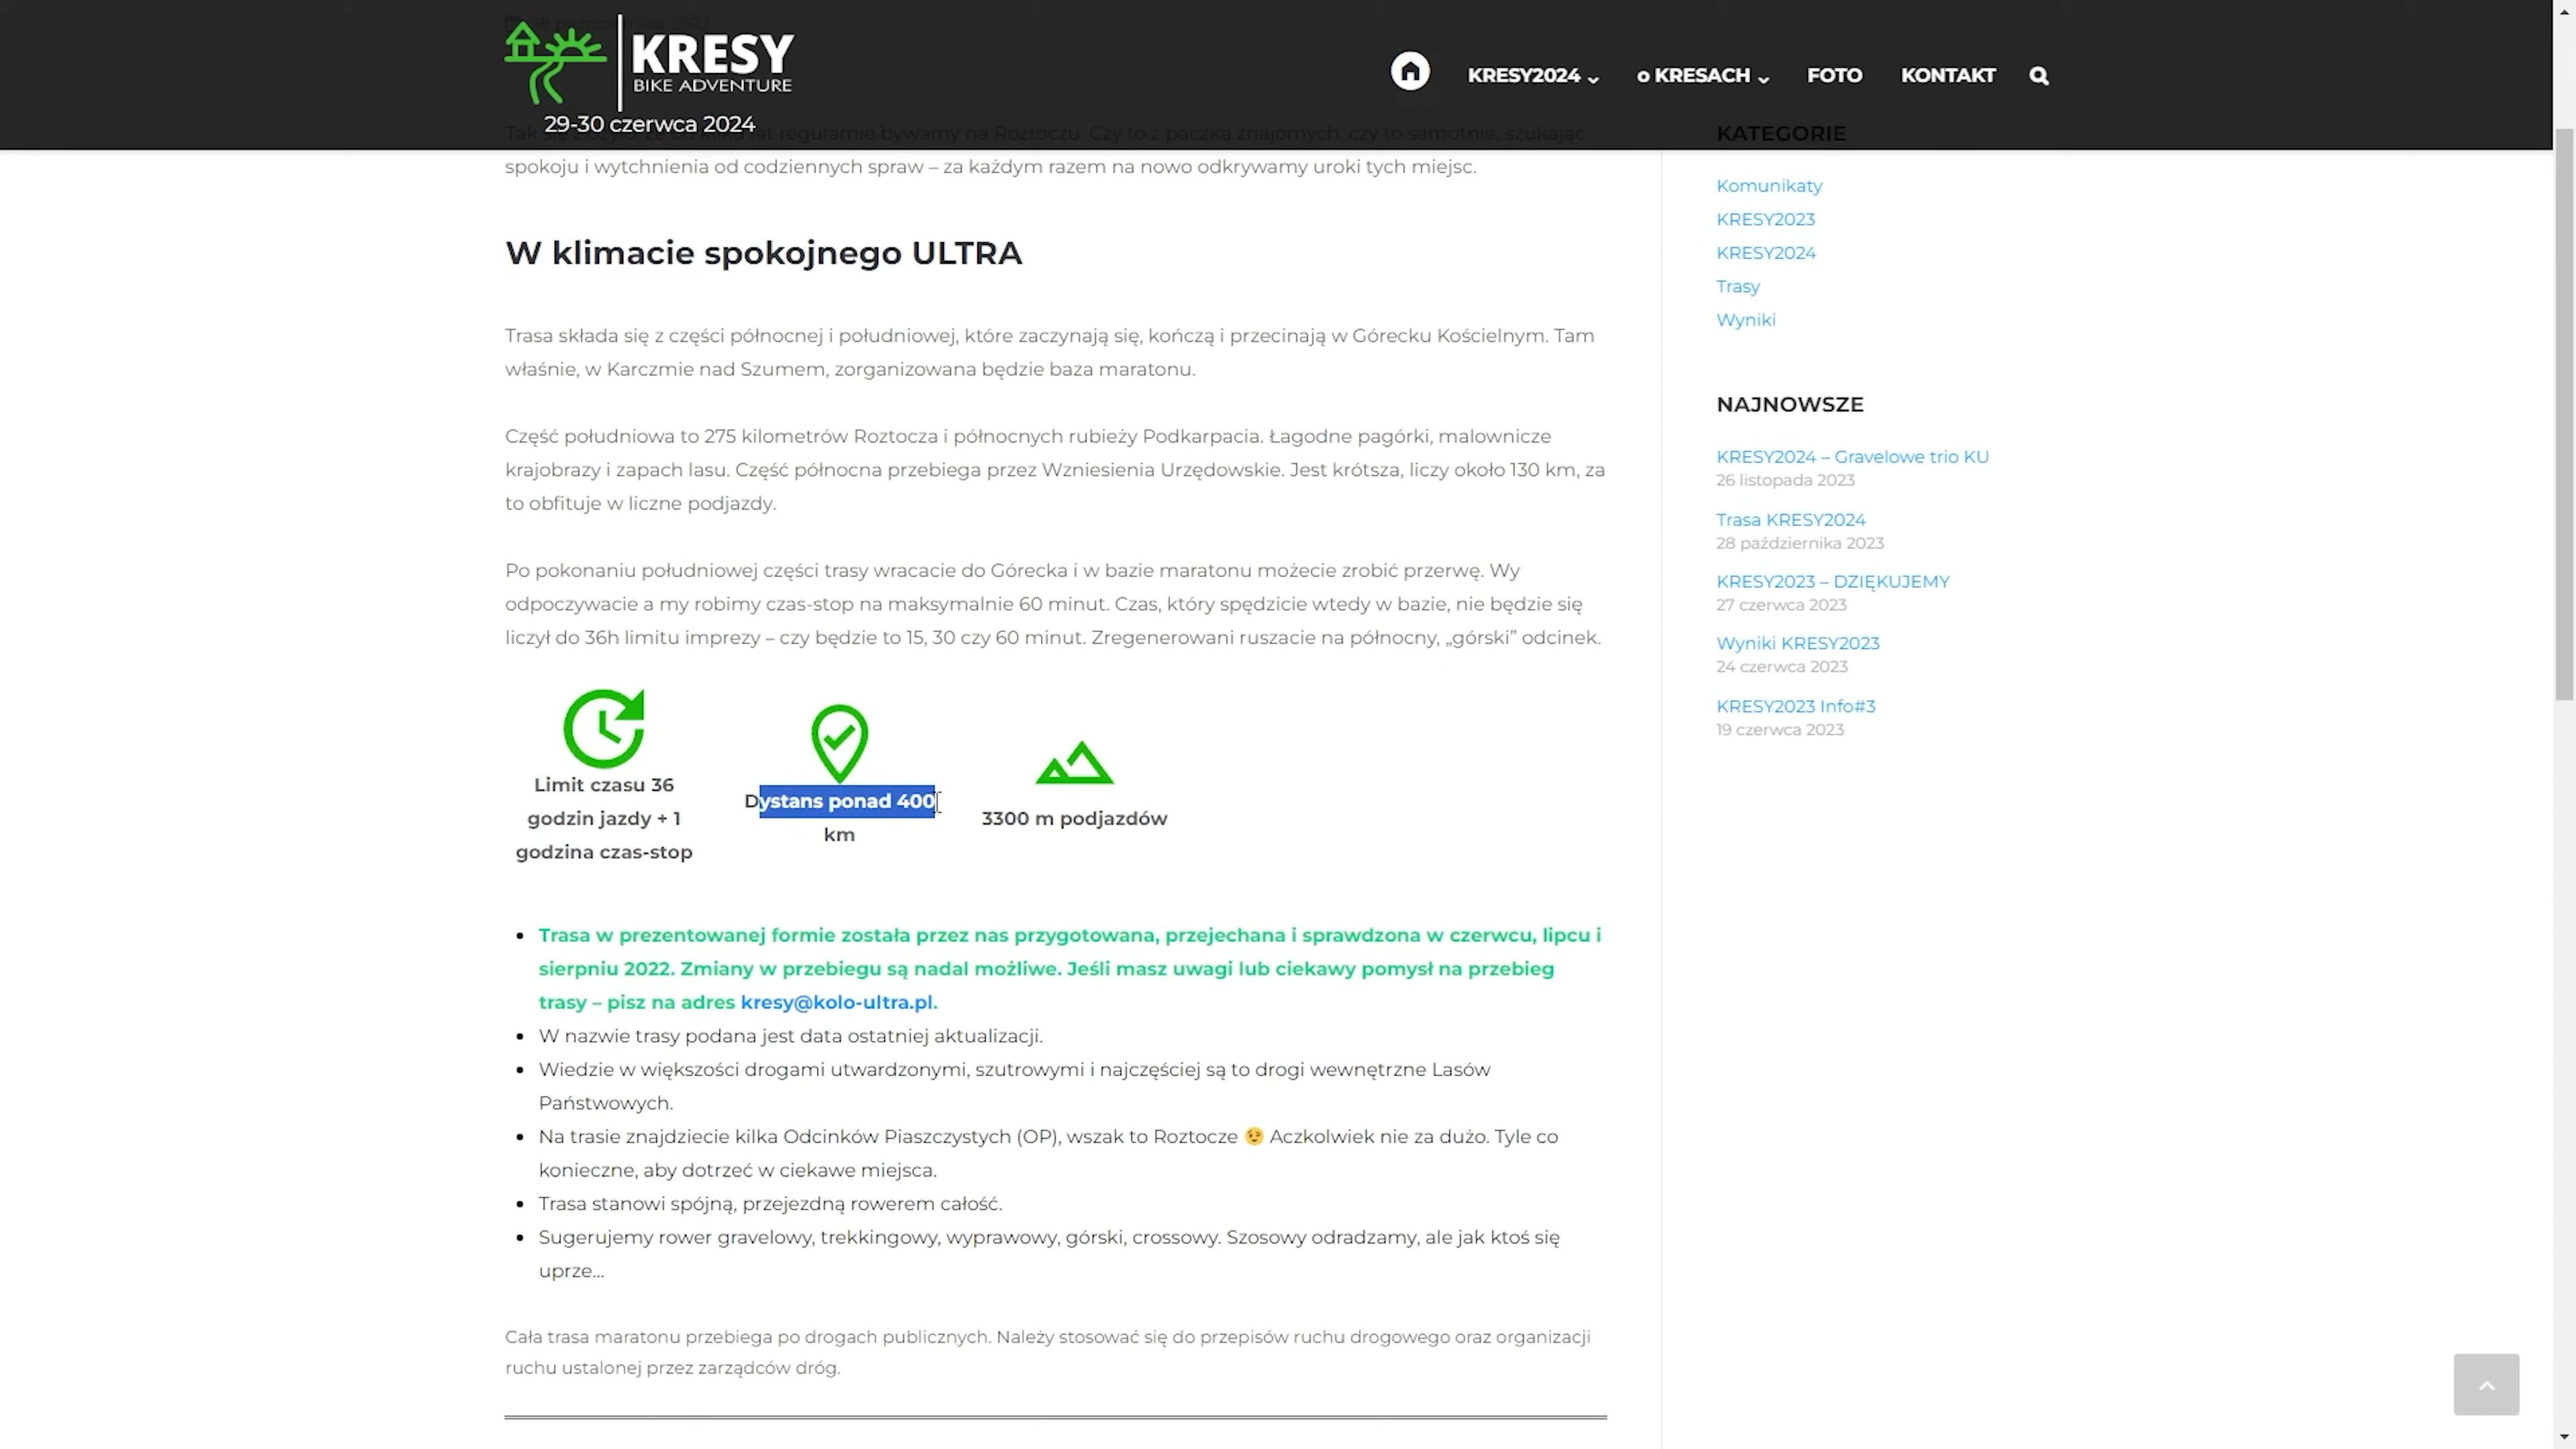 KRESY
BIKE ADVENTURE
29-30 czerwca 2024
KRESY2024
o KRESACH
FOTO
KONTAKT
lat regularnie bywamy na Roztoczu. Czy to z paczką znajomych, czy to samotnie, szukając
spokoju i wytchnienia od codziennych spraw – za każdym razem na nowo odkrywamy uroki tych miejsc.
W klimacie spokojnego ULTRA
Trasa składa się z części północnej i południowej, które zaczynają się, kończą i przecinają w Górecku Kościelnym. Tam
właśnie, w Karczmie nad Szumem, zorganizowana będzie baza maratonu.
Część południowa to 275 kilometrów Roztocza i północnych rubieży Podkarpacia. Łagodne pagórki, malownicze
krajobrazy i zapach lasu. Część północna przebiega przez Wzniesienia Urzędowskie. Jest krótsza, liczy około 130 km, za
to obfituje w liczne podjazdy.
Po pokonaniu południowej części trasy wracacie do Górecka i w bazie maratonu możecie zrobić przerwę. Wy
odpoczywacie a my robimy czas-stop na maksymalnie 60 minut. Czas, który spędzicie wtedy w bazie, nie będzie się
liczył do 36h limitu imprezy – czy będzie to 15, 30 czy 60 minut. Zregenerowani ruszacie na północny, „górski” odcinek.
Limit czasu 36
godzin jazdy + 1
godzina czas-stop
Dystans ponad 400
km
3300 m podjazdów
• Trasa w prezentowanej formie została przez nas przygotowana, przejechana i sprawdzona w czerwcu, lipcu i
sierpniu 2022. Zmiany w przebiegu są nadal możliwe. Jeśli masz uwagi lub ciekawy pomysł na przebieg
trasy – pisz na adres kresy@kolo-ultra.pl.
• W nazwie trasy podana jest data ostatniej aktualizacji.
• Wiedzie w większości drogami utwardzonymi, szutrowymi i najczęściej są to drogi wewnętrzne Lasów
Państwowych.
• Na trasie znajdziecie kilka Odcinków Piaszczystych (OP), wszak to Roztocze 😉 Aczkolwiek nie za dużo. Tyle co
konieczne, aby dotrzeć w ciekawe miejsca.
• Trasa stanowi spójną, przejezdną rowerem całość.
• Sugerujemy rower gravelowy, trekkingowy, wyprawowy, górski, crossowy. Szosowy odradzamy, ale jak ktoś się
uprze…
Cała trasa maratonu przebiega po drogach publicznych. Należy stosować się do przepisów ruchu drogowego oraz organizacji
ruchu ustalonej przez zarządców dróg.
KATEGORIE
Komunikaty
KRESY2023
KRESY2024
Trasy
Wyniki
NAJNOWSZE
KRESY2024 – Gravelowe trio KU
26 listopada 2023
Trasa KRESY2024
28 października 2023
KRESY2023 – DZIĘKUJEMY
27 czerwca 2023
Wyniki KRESY2023
24 czerwca 2023
KRESY2023 Info#3
19 czerwca 2023